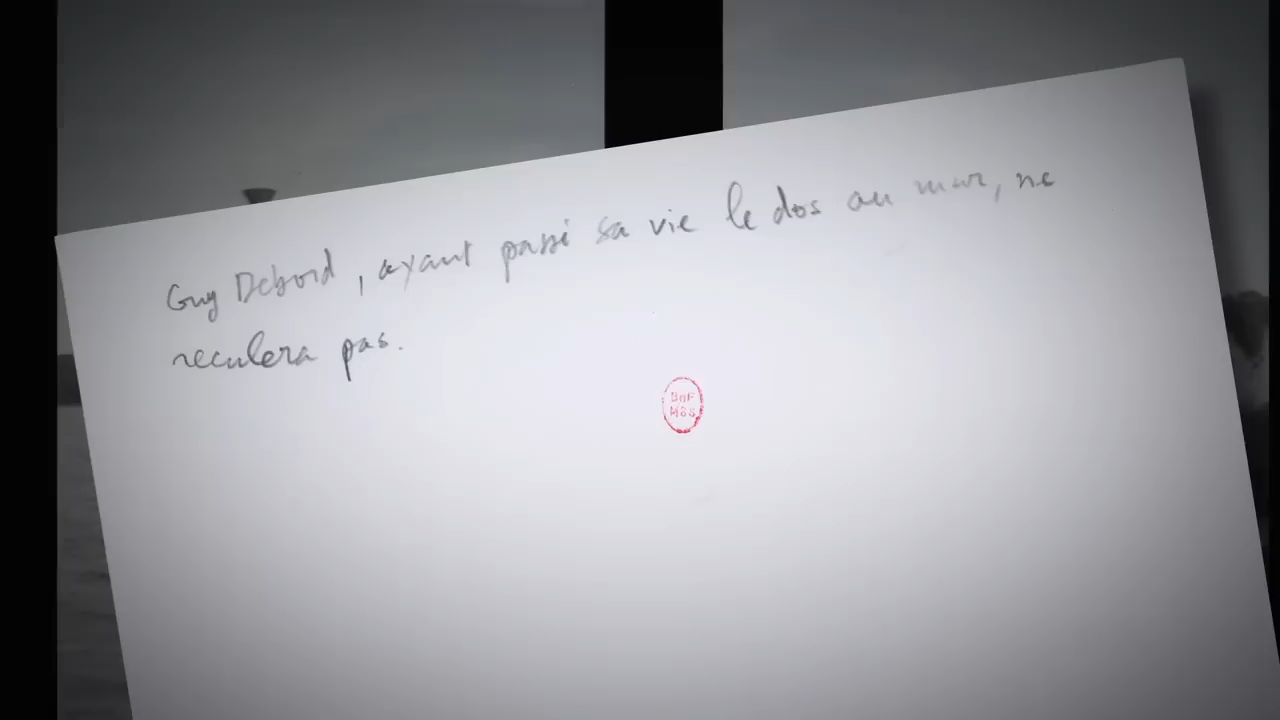 Guy Debord, ayant passé sa vie le dos au mur, ne
reculera pas.
BnF
MSS